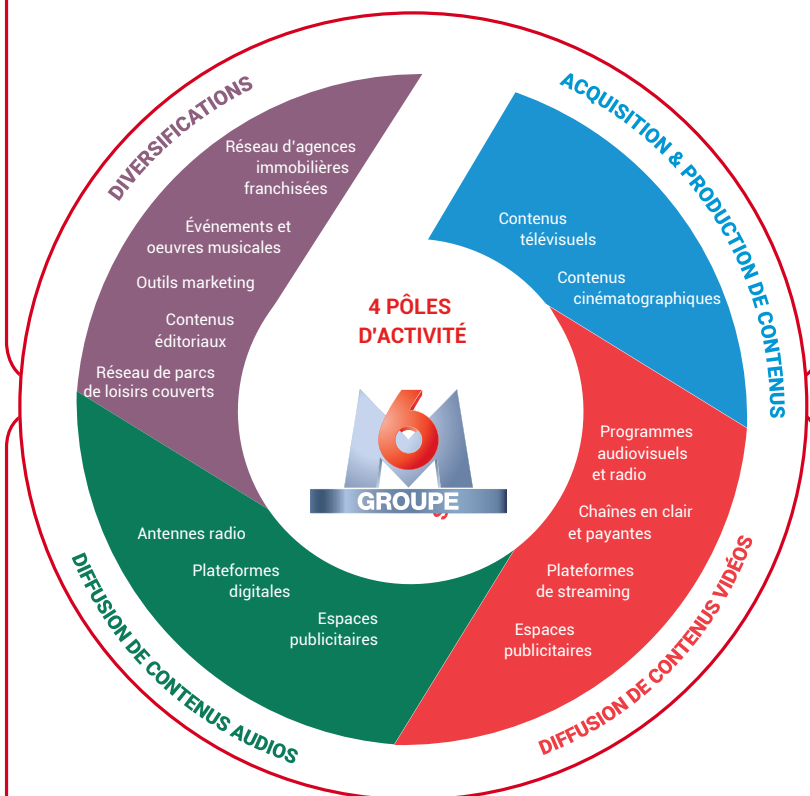 4 PÔLES
D'ACTIVITÉ
M6
GROUPE
ACQUISITION & PRODUCTION DE CONTENUS
Contenus
télévisuels
Contenus
cinématographiques
DIFFUSION DE CONTENUS VIDÉOS
Programmes
audiovisuels
et radio
Chaînes en clair
et payantes
Plateformes
de streaming
Espaces
publicitaires
DIFFUSION DE CONTENUS AUDIOS
Antennes radio
Plateformes
digitales
Espaces
publicitaires
DIVERSIFICATIONS
Réseau d'agences
immobilières
franchisées
Événements et
oeuvres musicales
Outils marketing
Contenus
éditoriaux
Réseau de parcs
de loisirs couverts